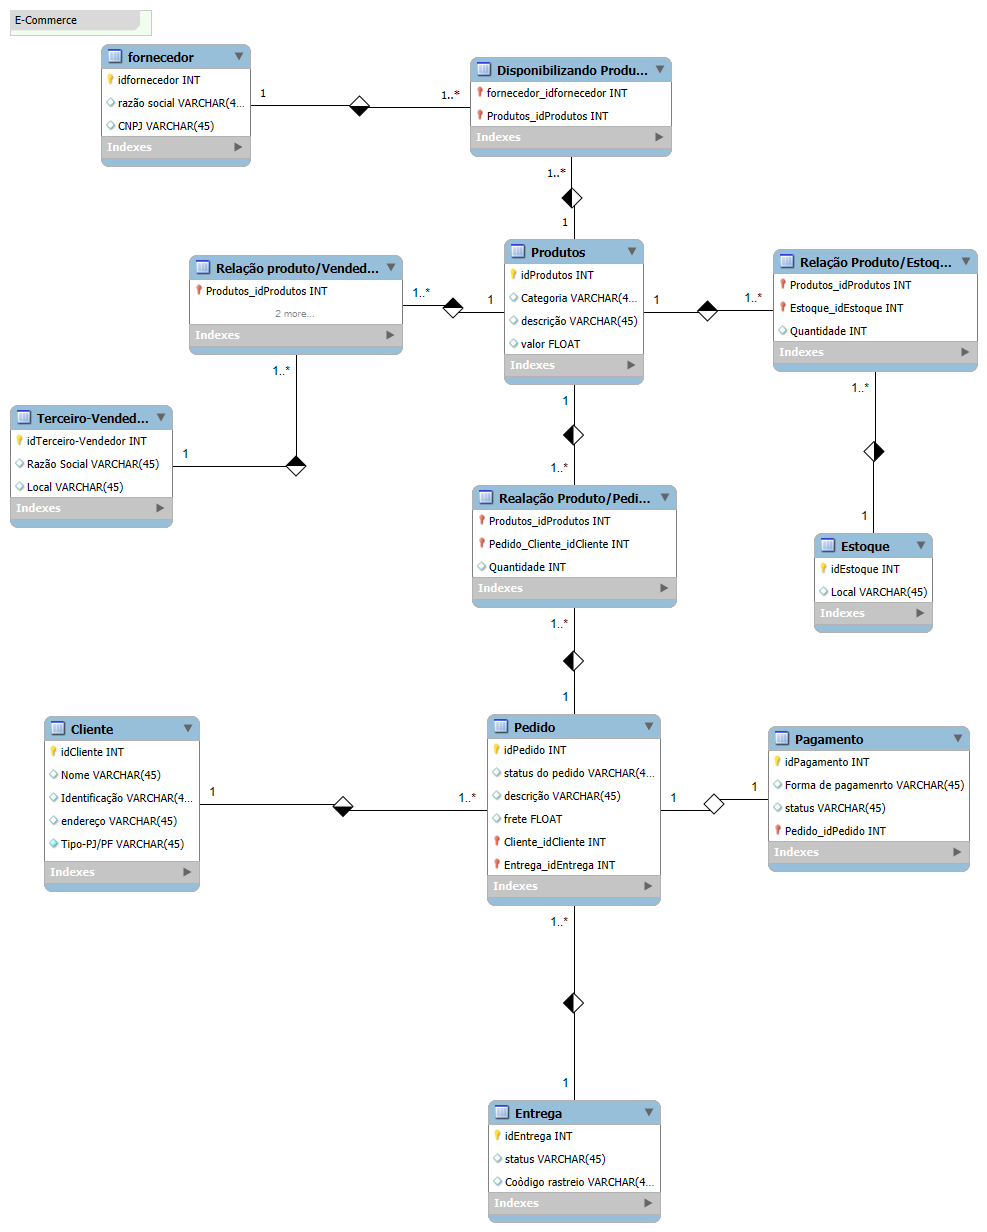 E-Commerce
fornecedor
idfornecedor INT
razão social VARCHAR(4...
CNPJ VARCHAR(45)
Indexes
1
1..*
Disponibilizando Produ...
fornecedor_idfornecedor INT
Produtos_idProdutos INT
Indexes
1..*
1
Relação produto/Vended...
Produtos_idProdutos INT
2 more...
Indexes
1..*
1
Produtos
idProdutos INT
Categoria VARCHAR(4...
descrição VARCHAR(45)
valor FLOAT
Indexes
1
1..*
Relação Produto/Estoq...
Produtos_idProdutos INT
Estoque_idEstoque INT
Quantidade INT
Indexes
1..*
1..*
1
Terceiro-Vended...
idTerceiro-Vendedor INT
Razão Social VARCHAR(45)
Local VARCHAR(45)
Indexes
1
1..*
Realação Produto/Pedi...
Produtos_idProdutos INT
Pedido_Cliente_idCliente INT
Quantidade INT
Indexes
1
Estoque
idEstoque INT
Local VARCHAR(45)
Indexes
1..*
1
Cliente
idCliente INT
Nome VARCHAR(45)
Identificação VARCHAR(4...
endereço VARCHAR(45)
Tipo-PJ/PF VARCHAR(45)
Indexes
1
1..*
Pedido
idPedido INT
status do pedido VARCHAR(4...
descrição VARCHAR(45)
frete FLOAT
Cliente_idCliente INT
Entrega_idEntrega INT
Indexes
1
1
Pagamento
idPagamento INT
Forma de pagamenrto VARCHAR(45)
status VARCHAR(45)
Pedido_idPedido INT
Indexes
1..*
1
Entrega
idEntrega INT
status VARCHAR(45)
Coòdigo rastreio VARCHAR(4...
Indexes